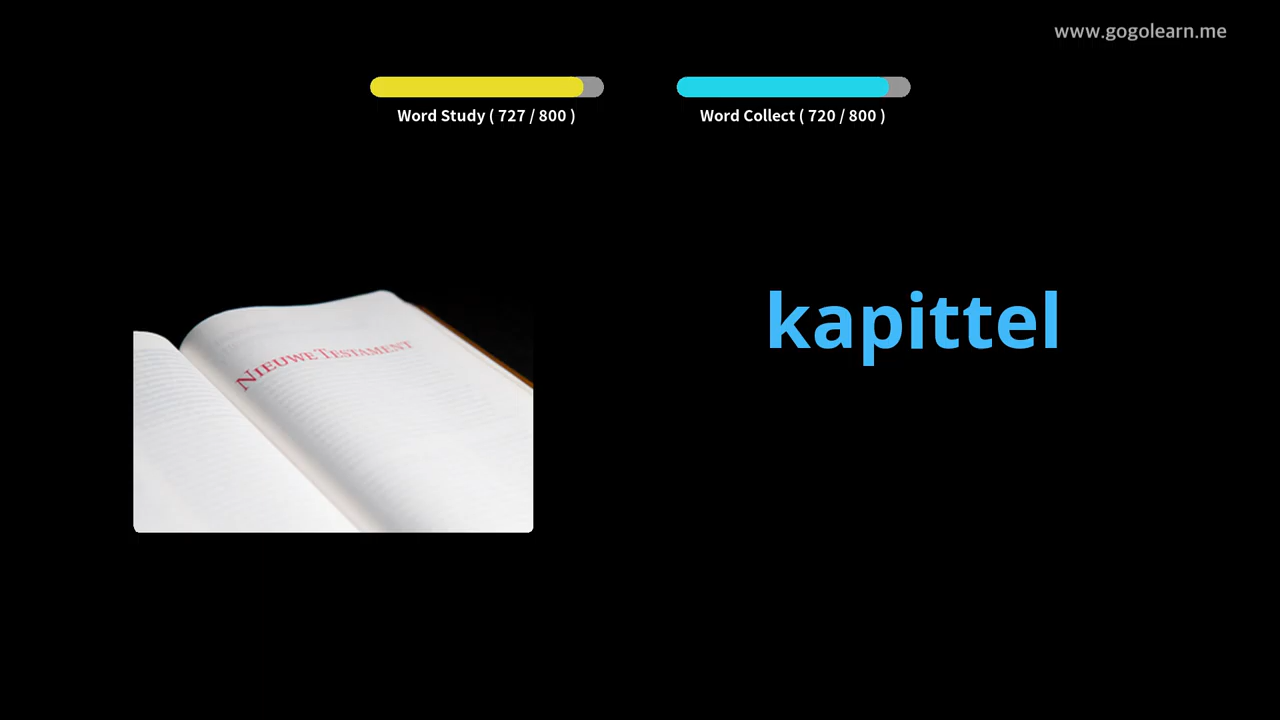 www.gogolearn.me
Word Study ( 727 / 800 )
Word Collect ( 720 / 800 )
NIEUWE TESTAMENT
kapittel